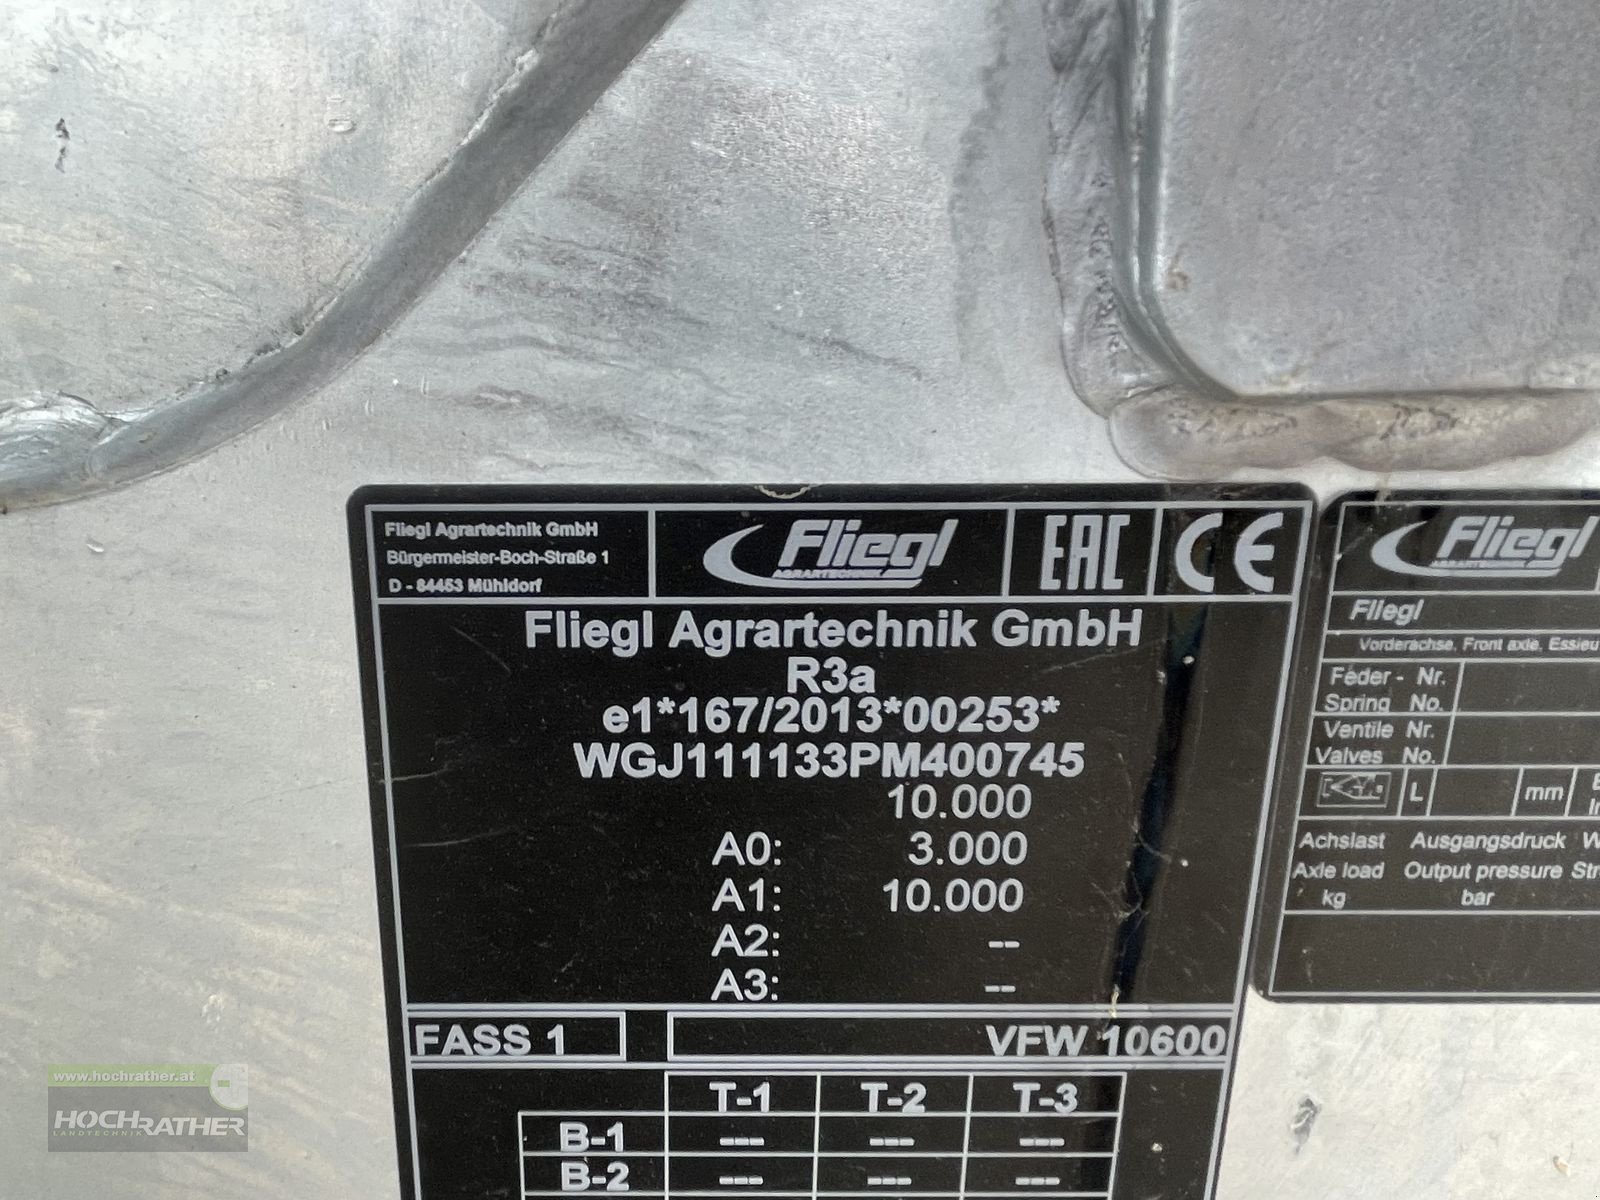 Fliegl Agrartechnik GmbH
Bürgermeister-Boch-Straße 1
D - 84453 Mühldorf
Fliegl
AGRARTECHNIK
EAC
CE
Fliegl Agrartechnik GmbH
R3a
e1*167/2013*00253*
WGJ111133PM400745
10.000
A0: 3.000
A1: 10.000
A2: --
A3: --
FASS 1 VFW 10600
T-1 T-2 T-3
B-1 --- --- ---
B-2 --- --- ---
Fliegl
AGRARTECHNIK
Fliegl
Vorderachse, Front axle, Essieu
Feder - Nr.
Spring No.
Ventile Nr.
Valves No.
L mm
Achslast Ausgangsdruck
Axle load Output pressure
kg bar
www.hochrather.at
HOCHRATHER
LANDTECHNIK